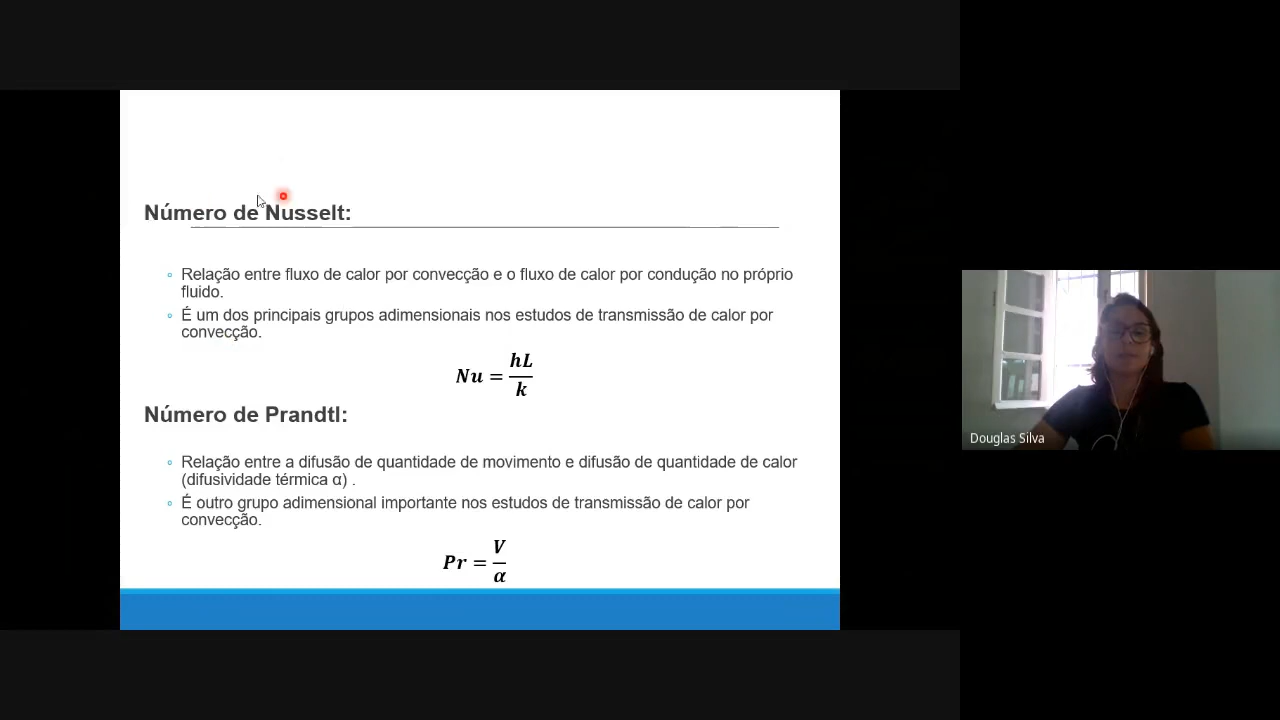 Número de Nusselt:
◦ Relação entre fluxo de calor por convecção e o fluxo de calor por condução no próprio
fluido.
◦ É um dos principais grupos adimensionais nos estudos de transmissão de calor por
convecção.
Nu = hL/k
Número de Prandtl:
◦ Relação entre a difusão de quantidade de movimento e difusão de quantidade de calor
(difusividade térmica α) .
◦ É outro grupo adimensional importante nos estudos de transmissão de calor por
convecção.
Pr = V/α
Douglas Silva